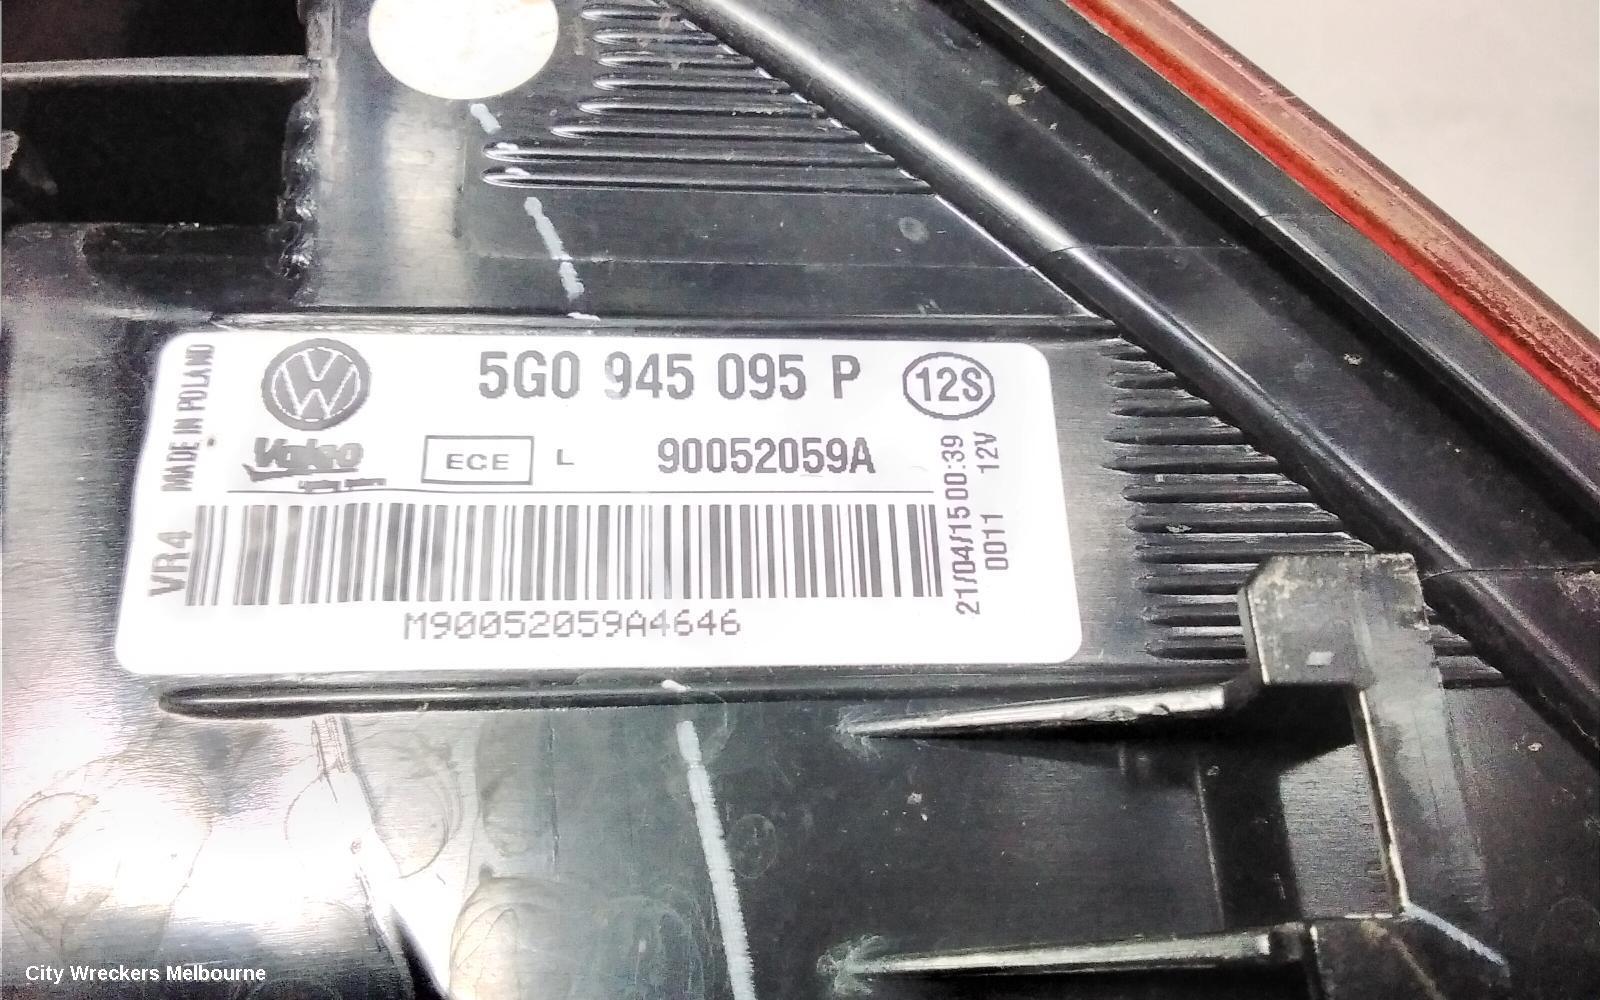 MADE IN POLAND
5G0 945 095 P 12S
Valeo
ECE L 90052059A
VR4
21/04/15 00:39
0011 12V
M90052059A4646
City Wreckers Melbourne